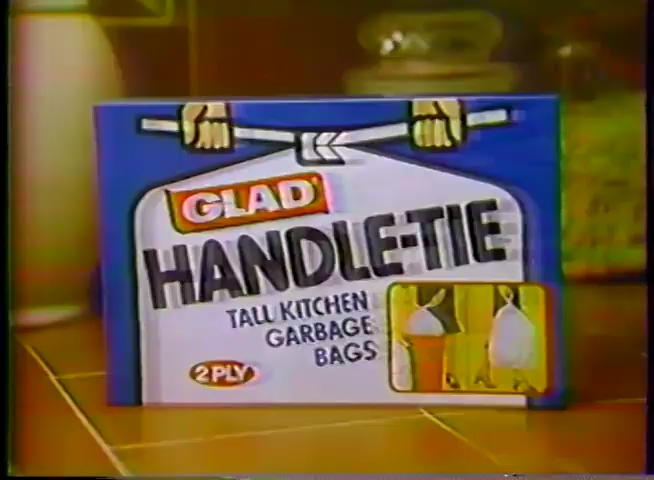 GLAD
HANDLE-TIE
TALL KITCHEN
GARBAGE
BAGS
2 PLY